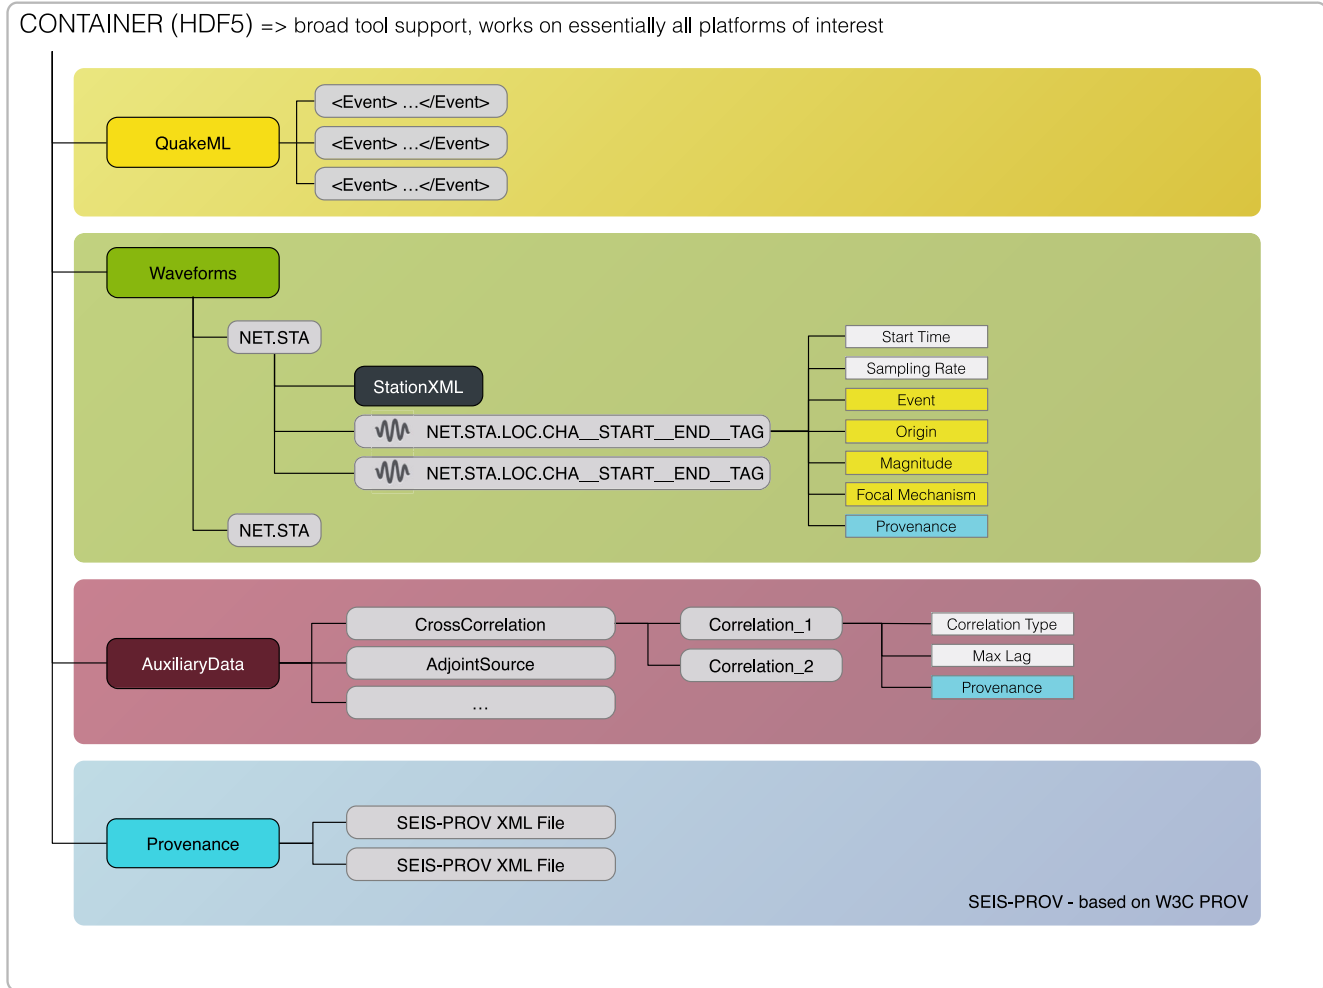 CONTAINER (HDF5) => broad tool support, works on essentially all platforms of interest
<Event> ...</Event>
QuakeML
<Event> ...</Event>
<Event> ...</Event>
Waveforms
NET.STA
StationXML
NET.STA.LOC.CHA__START__END__TAG
NET.STA.LOC.CHA__START__END__TAG
NET.STA
Start Time
Sampling Rate
Event
Origin
Magnitude
Focal Mechanism
Provenance
AuxiliaryData
CrossCorrelation
AdjointSource
...
Correlation_1
Correlation_2
Correlation Type
Max Lag
Provenance
Provenance
SEIS-PROV XML File
SEIS-PROV XML File
SEIS-PROV - based on W3C PROV